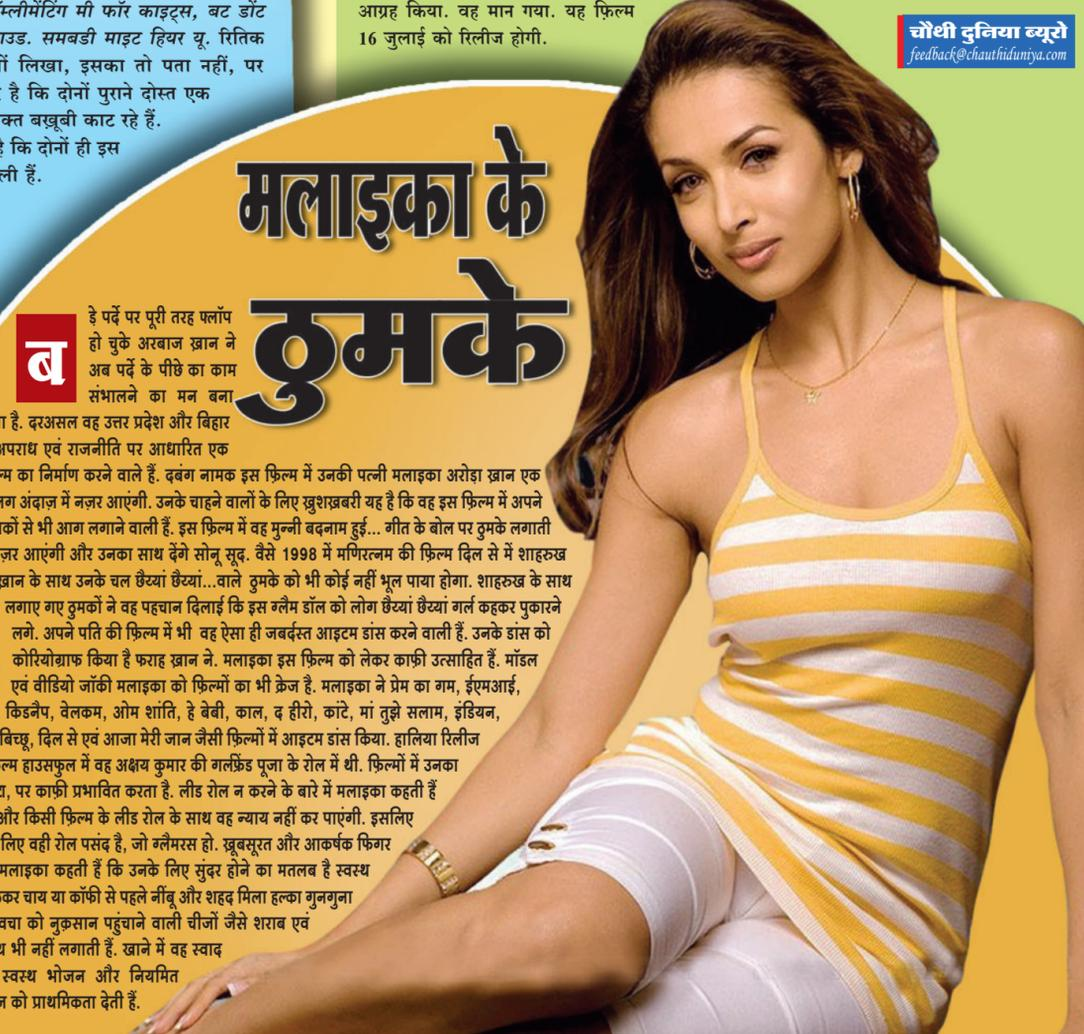 म्लीमेंटिंग मी फॉर काइट्स, बट डोंट
समबडी माइट हियर यू. रितिक
लिखा, इसका तो पता नहीं, पर
है कि दोनों पुराने दोस्त एक
बख़ूबी काट रहे हैं.
कि दोनों ही इस
ली हैं.
आग्रह किया. वह मान गया. यह फ़िल्म
16 जुलाई को रिलीज होगी.
चौथी दुनिया ब्यूरो
feedback@chauthiduniya.com
मलाइका के
ठुमके
ब
ड़े पर्दे पर पूरी तरह फ्लॉप
हो चुके अरबाज ख़ान ने
अब पर्दे के पीछे का काम
संभालने का मन बना
है. दरअसल वह उत्तर प्रदेश और बिहार
अपराध एवं राजनीति पर आधारित एक
का निर्माण करने वाले हैं. दबंग नामक इस फ़िल्म में उनकी पत्नी मलाइका अरोड़ा ख़ान एक
अंदाज़ में नज़र आएंगी. उनके चाहने वालों के लिए ख़ुशख़बरी यह है कि वह इस फ़िल्म में अपने
से भी आग लगाने वाली हैं. इस फ़िल्म में वह मुन्नी बदनाम हुई... गीत के बोल पर ठुमके लगाती
आएंगी और उनका साथ देंगे सोनू सूद. वैसे 1998 में मणिरत्नम की फ़िल्म दिल से में शाहरुख
ख़ान के साथ उनके चल छैय्यां छैय्यां...वाले ठुमके को भी कोई नहीं भूल पाया होगा. शाहरुख के साथ
लगाए गए ठुमकों ने वह पहचान दिलाई कि इस ग्लैम डॉल को लोग छैय्यां छैय्यां गर्ल कहकर पुकारने
लगे. अपने पति की फ़िल्म में भी वह ऐसा ही जबर्दस्त आइटम डांस करने वाली हैं. उनके डांस को
कोरियोग्राफ किया है फराह ख़ान ने. मलाइका इस फ़िल्म को लेकर काफ़ी उत्साहित हैं. मॉडल
एवं वीडियो जॉकी मलाइका को फ़िल्मों का भी क्रेज है. मलाइका ने प्रेम का गम, ईएमआई,
किडनैप, वेलकम, ओम शांति, हे बेबी, काल, द हीरो, कांटे, मां तुझे सलाम, इंडियन,
बिच्छू, दिल से एवं आजा मेरी जान जैसी फ़िल्मों में आइटम डांस किया. हालिया रिलीज
हाउसफुल में वह अक्षय कुमार की गर्लफ्रेंड पूजा के रोल में थी. फ़िल्मों में उनका
पर काफ़ी प्रभावित करता है. लीड रोल न करने के बारे में मलाइका कहती हैं
और किसी फ़िल्म के लीड रोल के साथ वह न्याय नहीं कर पाएंगी. इसलिए
लिए वही रोल पसंद है, जो ग्लैमरस हो. ख़ूबसूरत और आकर्षक फिगर
मलाइका कहती हैं कि उनके लिए सुंदर होने का मतलब है स्वस्थ
चाय या कॉफी से पहले नींबू और शहद मिला हल्का गुनगुना
को नुक़सान पहुंचाने वाली चीजों जैसे शराब एवं
भी नहीं लगाती हैं. खाने में वह स्वाद
स्वस्थ भोजन और नियमित
को प्राथमिकता देती हैं.